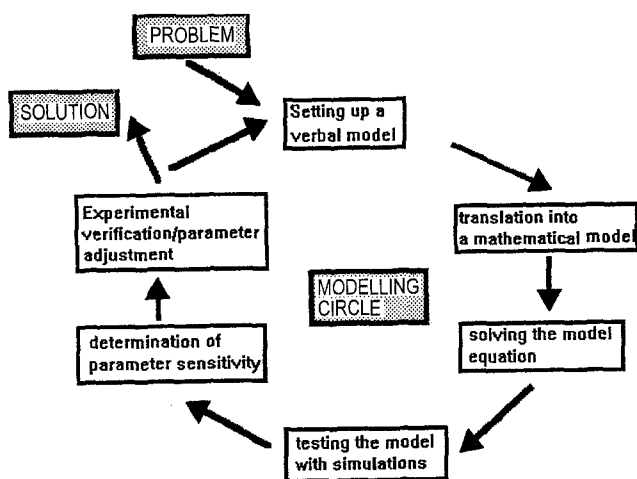 PROBLEM
SOLUTION
Setting up a
verbal model
Experimental
verification/parameter
adjustment
translation into
a mathematical model
MODELLING
CIRCLE
determination of
parameter sensitivity
solving the model
equation
testing the model
with simulations